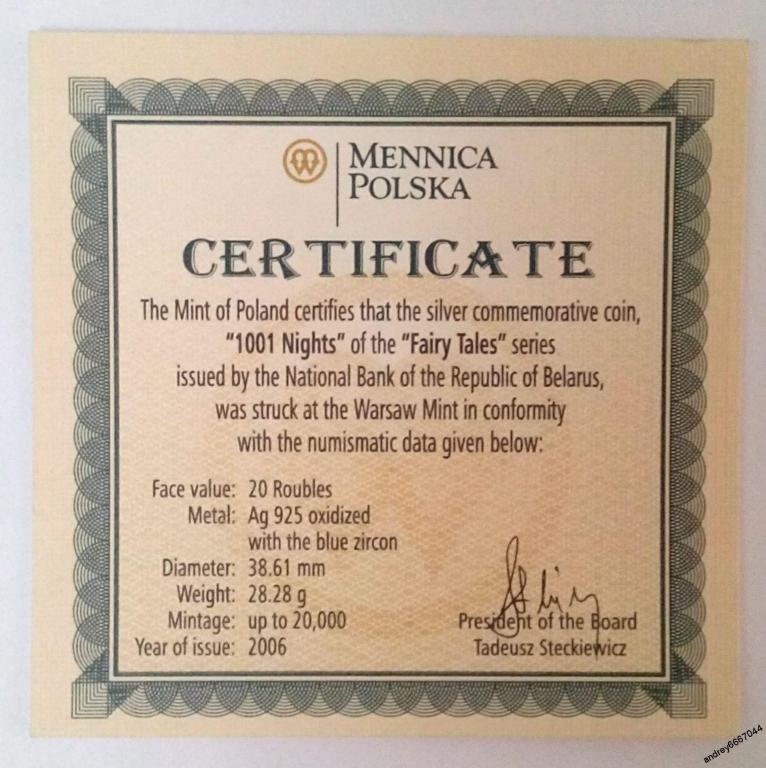 MENNICA
POLSKA
CERTIFICATE
The Mint of Poland certifies that the silver commemorative coin,
“1001 Nights” of the “Fairy Tales” series
issued by the National Bank of the Republic of Belarus,
was struck at the Warsaw Mint in conformity
with the numismatic data given below:
Face value: 20 Roubles
Metal: Ag 925 oxidized
with the blue zircon
Diameter: 38.61 mm
Weight: 28.28 g
Mintage: up to 20,000
Year of issue: 2006
President of the Board
Tadeusz Steckiewicz
andrey6667044